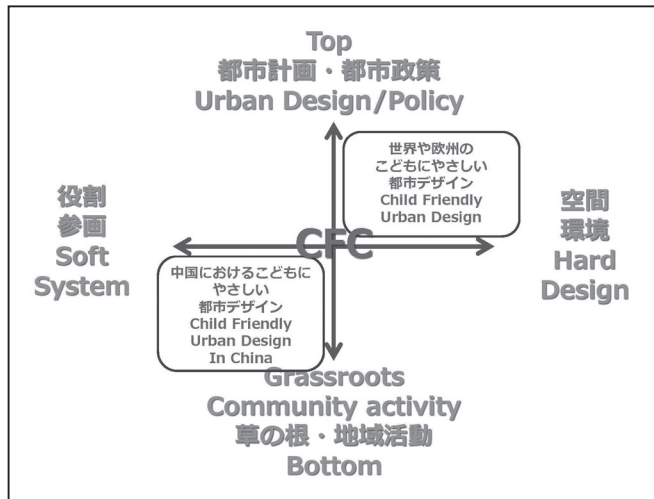 Top
都市計画・都市政策
Urban Design/Policy
世界や欧州の
こどもにやさしい
都市デザイン
Child Friendly
Urban Design
役割
参画
Soft
System
CFC
空間
環境
Hard
Design
中国におけるこどもに
やさしい
都市デザイン
Child Friendly
Urban Design
In China
Grassroots
Community activity
草の根・地域活動
Bottom